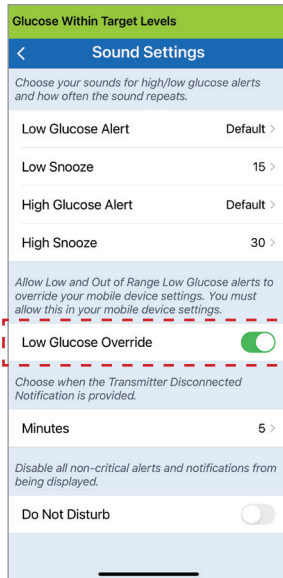 Glucose Within Target Levels
Sound Settings
Choose your sounds for high/low glucose alerts
and how often the sound repeats.
Low Glucose Alert Default
Low Snooze 15
High Glucose Alert Default
High Snooze 30
Allow Low and Out of Range Low Glucose alerts to
override your mobile device settings. You must
allow this in your mobile device settings.
Low Glucose Override
Choose when the Transmitter Disconnected
Notification is provided.
Minutes 5
Disable all non-critical alerts and notifications from
being displayed.
Do Not Disturb